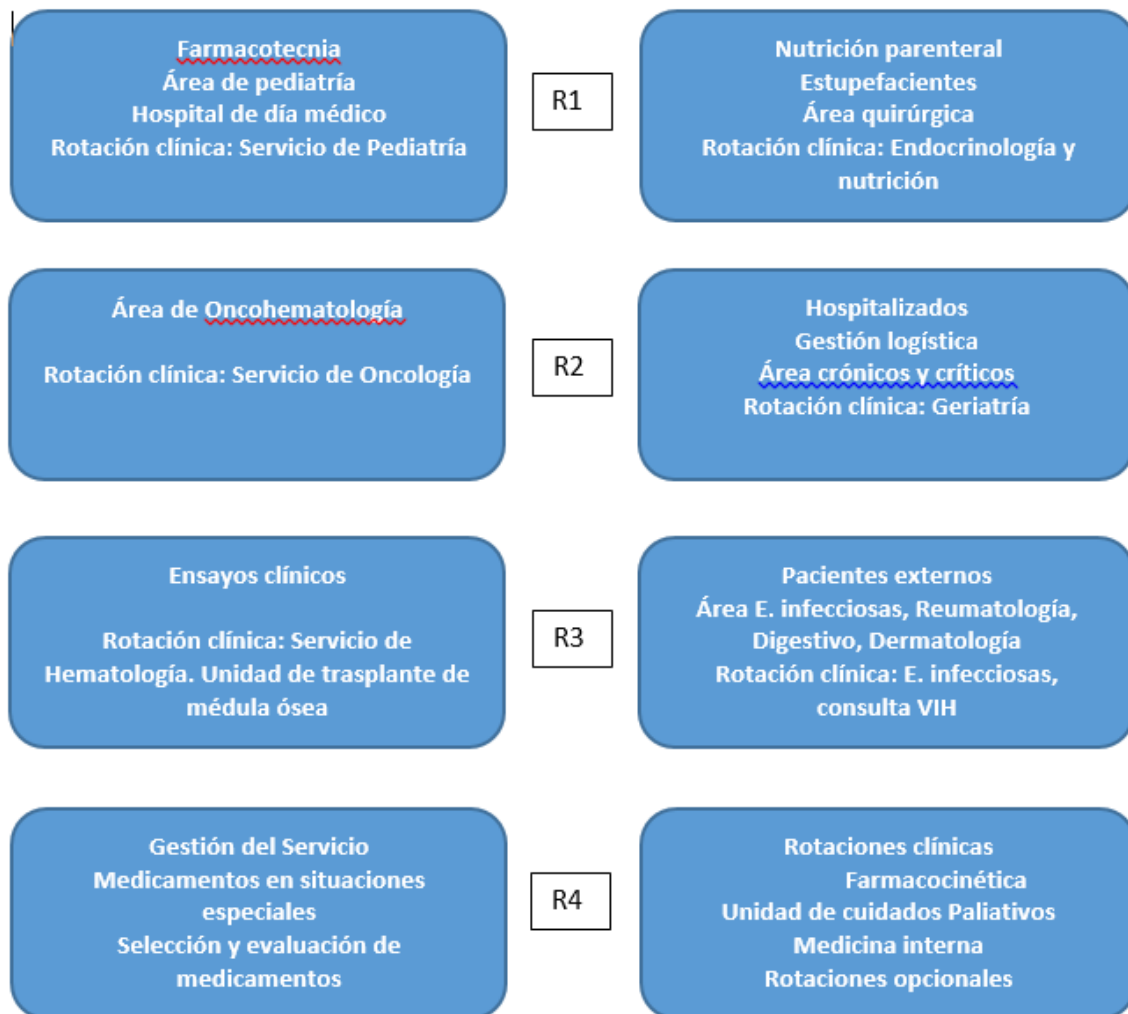 Farmacotecnia
Área de pediatría
Hospital de día médico
Rotación clínica: Servicio de Pediatría
R1
Nutrición parenteral
Estupefacientes
Área quirúrgica
Rotación clínica: Endocrinología y
nutrición
Área de Oncohematología
Rotación clínica: Servicio de Oncología
R2
Hospitalizados
Gestión logística
Área crónicos y críticos
Rotación clínica: Geriatría
Ensayos clínicos
Rotación clínica: Servicio de
Hematología. Unidad de trasplante de
médula ósea
R3
Pacientes externos
Área E. infecciosas, Reumatología,
Digestivo, Dermatología
Rotación clínica: E. infecciosas,
consulta VIH
Gestión del Servicio
Medicamentos en situaciones
especiales
Selección y evaluación de
medicamentos
R4
Rotaciones clínicas
Farmacocinética
Unidad de cuidados Paliativos
Medicina interna
Rotaciones opcionales